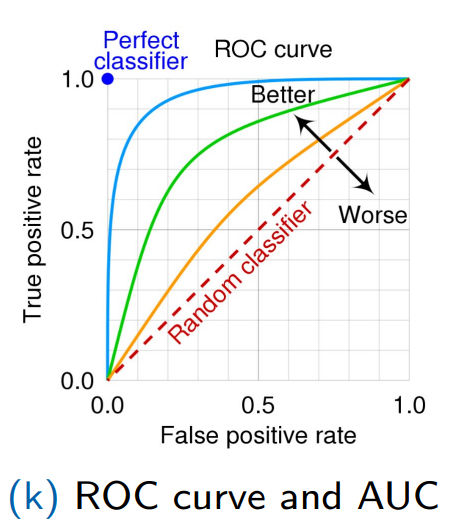 Perfect
classifier
ROC curve
1.0
Better
True positive rate
0.5
Worse
Random classifier
0.0
0.0 0.5 1.0
False positive rate
(k) ROC curve and AUC